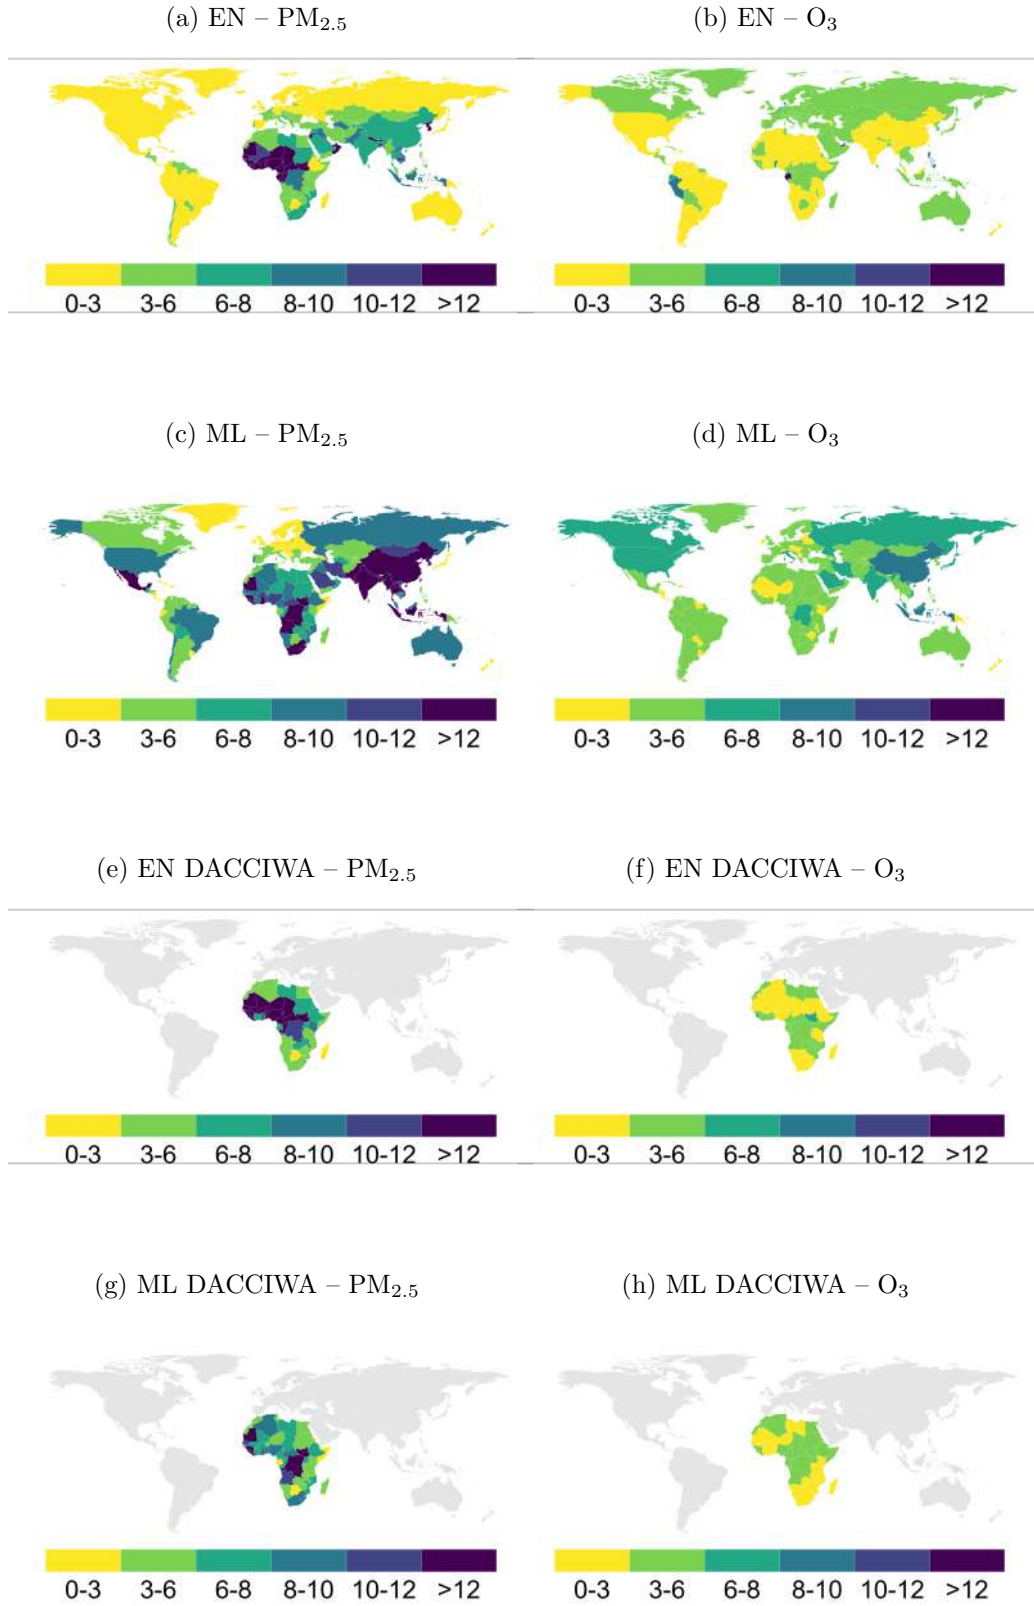 (a) EN – PM2.5
(b) EN – O3
0-3 3-6 6-8 8-10 10-12 >12
0-3 3-6 6-8 8-10 10-12 >12
(c) ML – PM2.5
(d) ML – O3
0-3 3-6 6-8 8-10 10-12 >12
0-3 3-6 6-8 8-10 10-12 >12
(e) EN DACCIWA – PM2.5
(f) EN DACCIWA – O3
0-3 3-6 6-8 8-10 10-12 >12
0-3 3-6 6-8 8-10 10-12 >12
(g) ML DACCIWA – PM2.5
(h) ML DACCIWA – O3
0-3 3-6 6-8 8-10 10-12 >12
0-3 3-6 6-8 8-10 10-12 >12